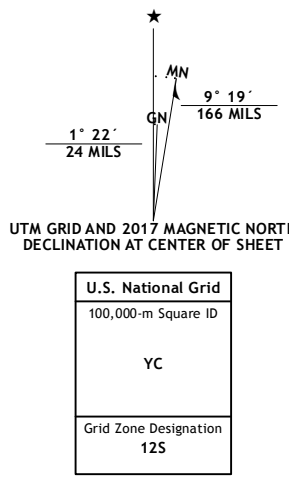 MN
GN
9° 19´
166 MILS
1° 22´
24 MILS
UTM GRID AND 2017 MAGNETIC NORTH
DECLINATION AT CENTER OF SHEET
U.S. National Grid
100,000-m Square ID
YC
Grid Zone Designation
12S